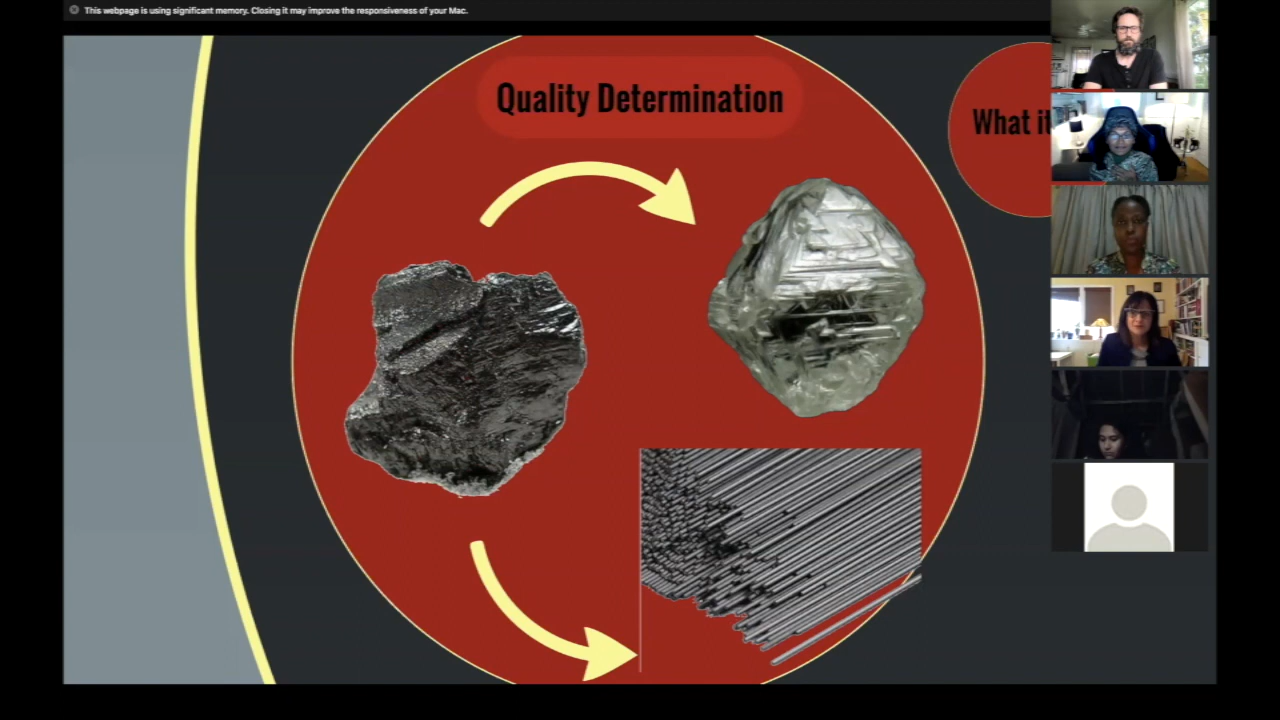 This webpage is using significant memory. Closing it may improve the responsiveness of your Mac.
Quality Determination
What it